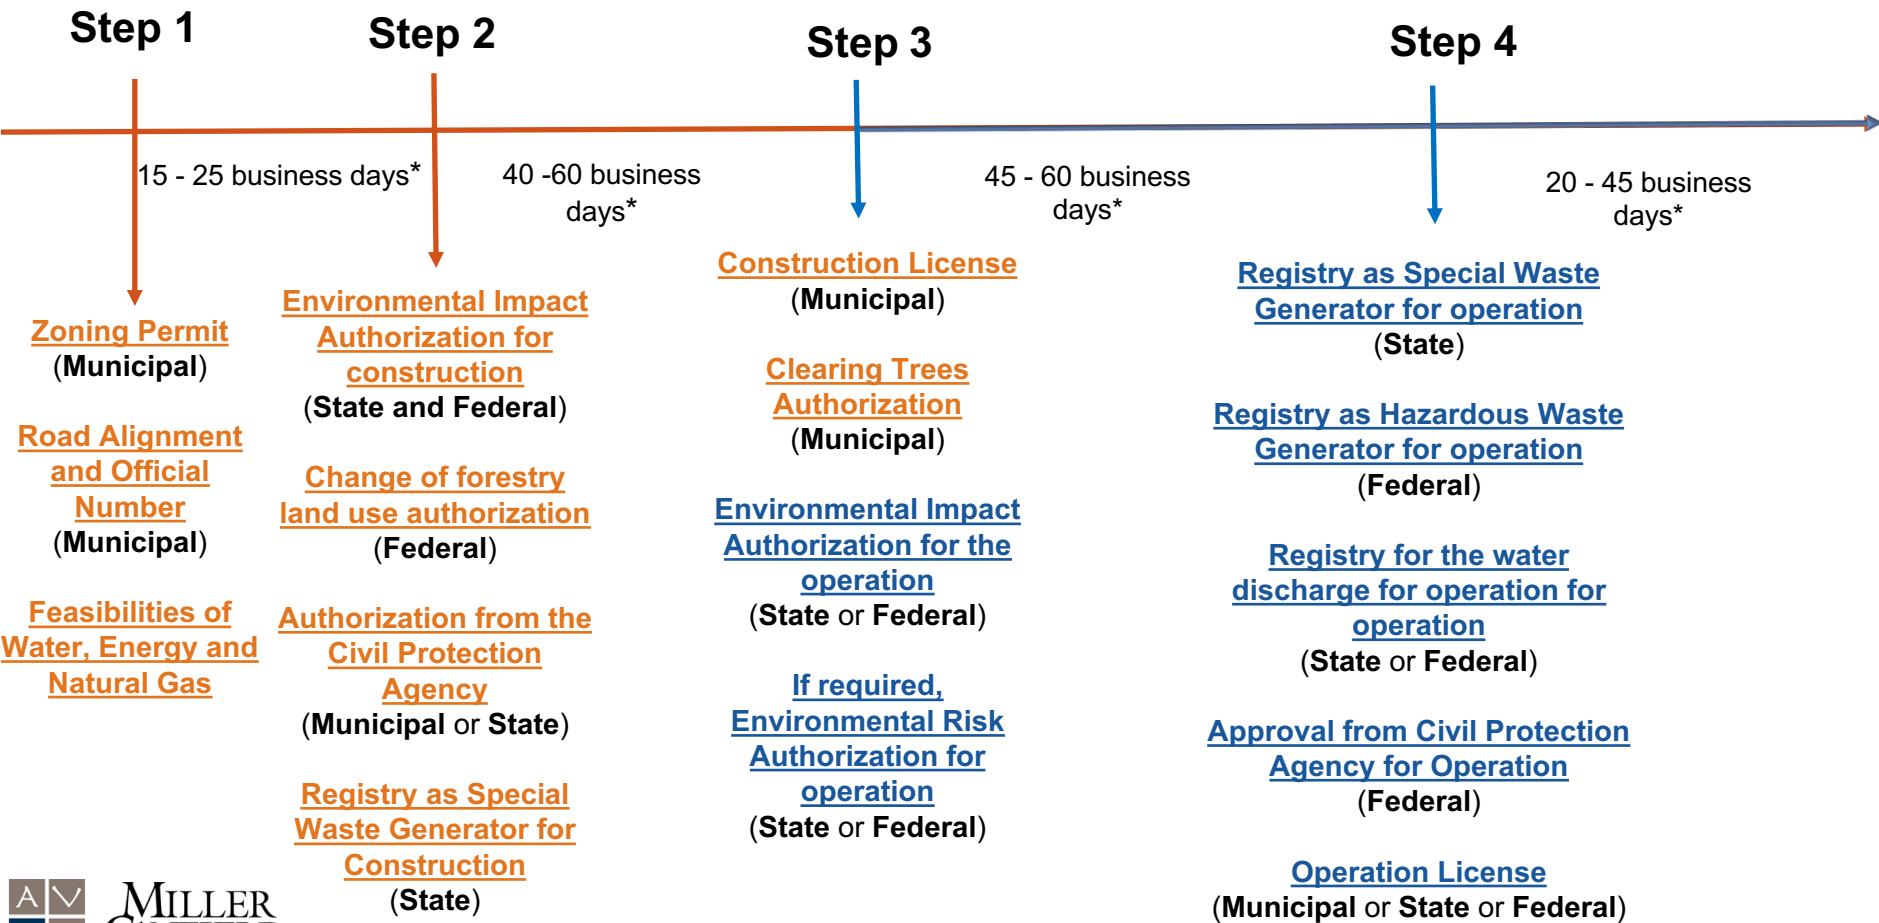 Step 1
Step 2
Step 3
Step 4
15 - 25 business days*
40 -60 business
days*
45 - 60 business
days*
20 - 45 business
days*
Zoning Permit
(Municipal)
Road Alignment
and Official
Number
(Municipal)
Feasibilities of
Water, Energy and
Natural Gas
Environmental Impact
Authorization for
construction
(State and Federal)
Change of forestry
land use authorization
(Federal)
Authorization from the
Civil Protection
Agency
(Municipal or State)
Registry as Special
Waste Generator for
Construction
(State)
Construction License
(Municipal)
Clearing Trees
Authorization
(Municipal)
Environmental Impact
Authorization for the
operation
(State or Federal)
If required,
Environmental Risk
Authorization for
operation
(State or Federal)
Registry as Special Waste
Generator for operation
(State)
Registry as Hazardous Waste
Generator for operation
(Federal)
Registry for the water
discharge for operation for
operation
(State or Federal)
Approval from Civil Protection
Agency for Operation
(Federal)
Operation License
(Municipal or State or Federal)
MILLER